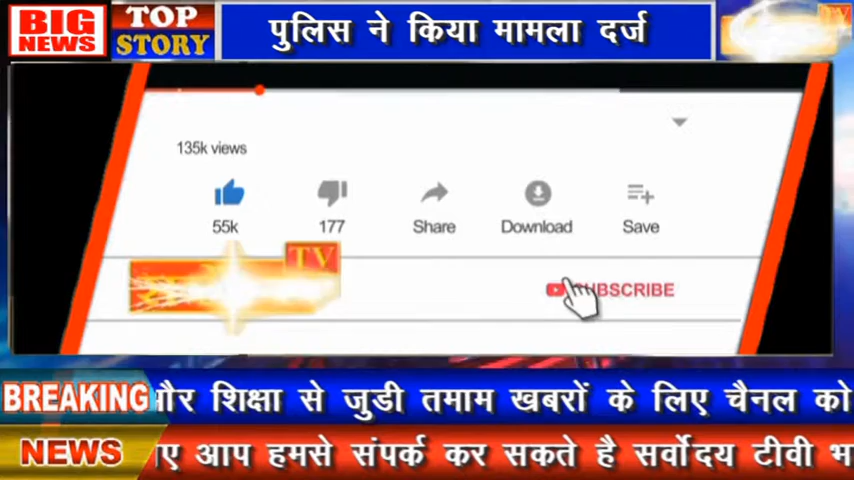 BIG NEWS
TOP STORY
पुलिस ने किया मामला दर्ज
TV
135k views
55k
177
Share
Download
Save
TV
SUBSCRIBE
BREAKING
और शिक्षा से जुडी तमाम खबरों के लिए चैनल को
NEWS
आप हमसे संपर्क कर सकते है सर्वोदय टीवी